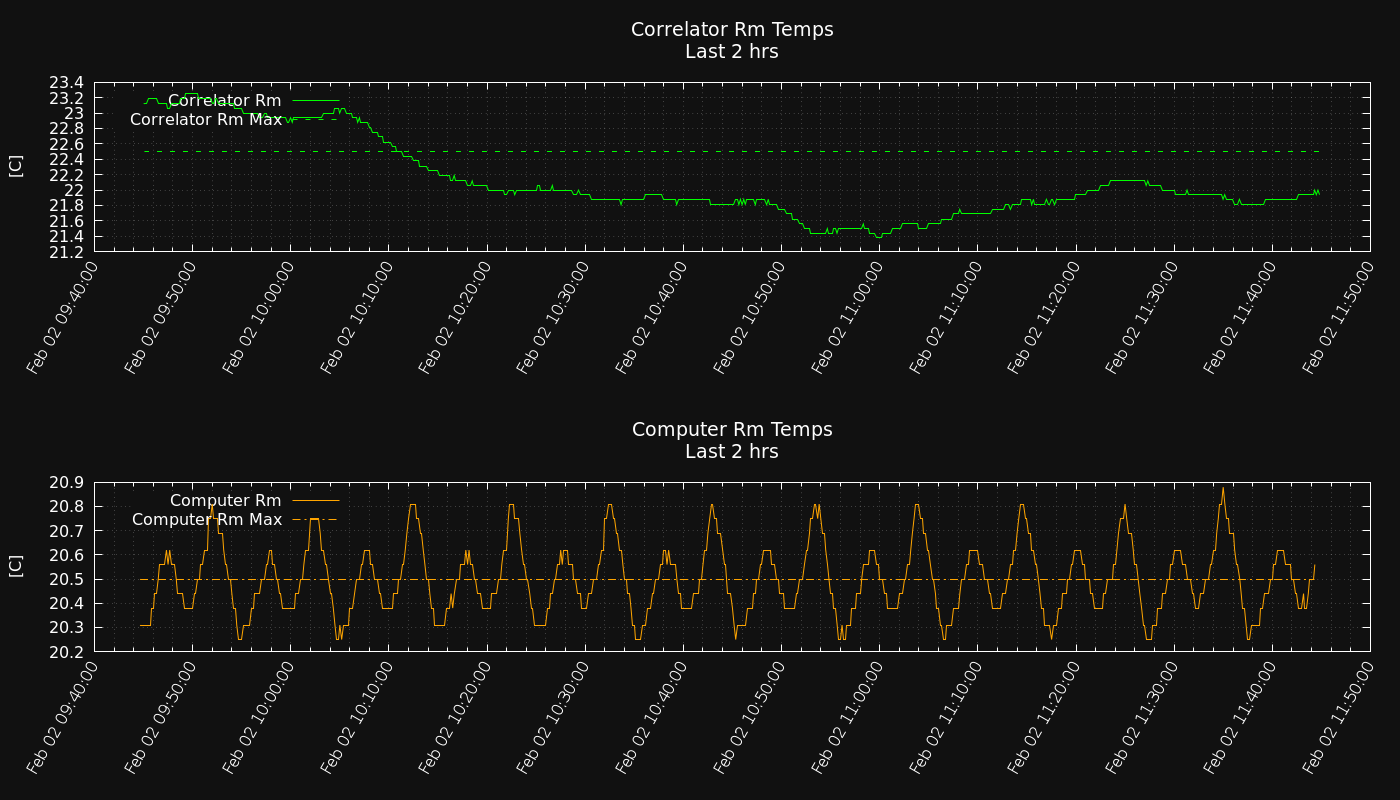 Correlator Rm Temps
Last 2 hrs
[C]
23.4
23.2
23
22.8
22.6
22.4
22.2
22
21.8
21.6
21.4
21.2
Correlator Rm
Correlator Rm Max
Feb 02 09:40:00
Feb 02 09:50:00
Feb 02 10:00:00
Feb 02 10:10:00
Feb 02 10:20:00
Feb 02 10:30:00
Feb 02 10:40:00
Feb 02 10:50:00
Feb 02 11:00:00
Feb 02 11:10:00
Feb 02 11:20:00
Feb 02 11:30:00
Feb 02 11:40:00
Feb 02 11:50:00
Computer Rm Temps
Last 2 hrs
[C]
20.9
20.8
20.7
20.6
20.5
20.4
20.3
20.2
Computer Rm
Computer Rm Max
Feb 02 09:40:00
Feb 02 09:50:00
Feb 02 10:00:00
Feb 02 10:10:00
Feb 02 10:20:00
Feb 02 10:30:00
Feb 02 10:40:00
Feb 02 10:50:00
Feb 02 11:00:00
Feb 02 11:10:00
Feb 02 11:20:00
Feb 02 11:30:00
Feb 02 11:40:00
Feb 02 11:50:00